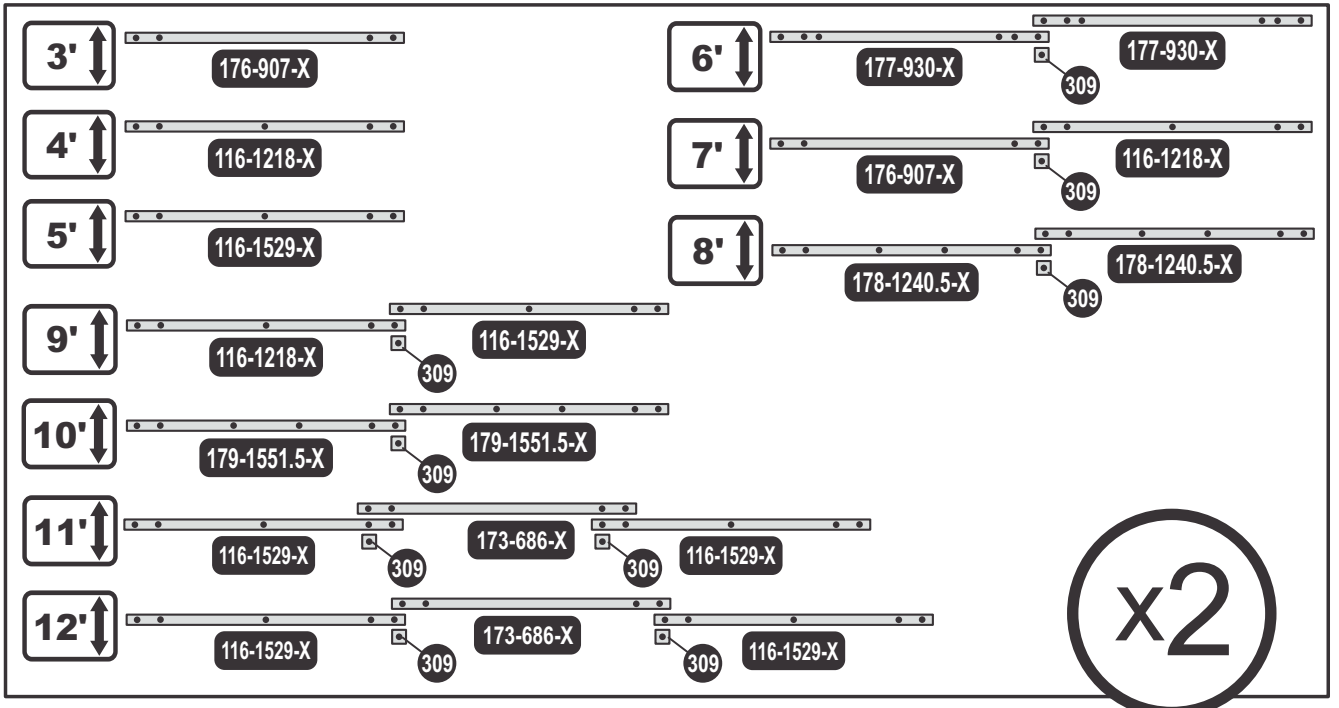 3'
176-907-X
4'
116-1218-X
5'
116-1529-X
6'
177-930-X
309
177-930-X
7'
176-907-X
309
116-1218-X
8'
178-1240.5-X
309
178-1240.5-X
9'
116-1218-X
309
116-1529-X
10'
179-1551.5-X
309
179-1551.5-X
11'
116-1529-X
309
173-686-X
309
116-1529-X
12'
116-1529-X
309
173-686-X
309
116-1529-X
x2